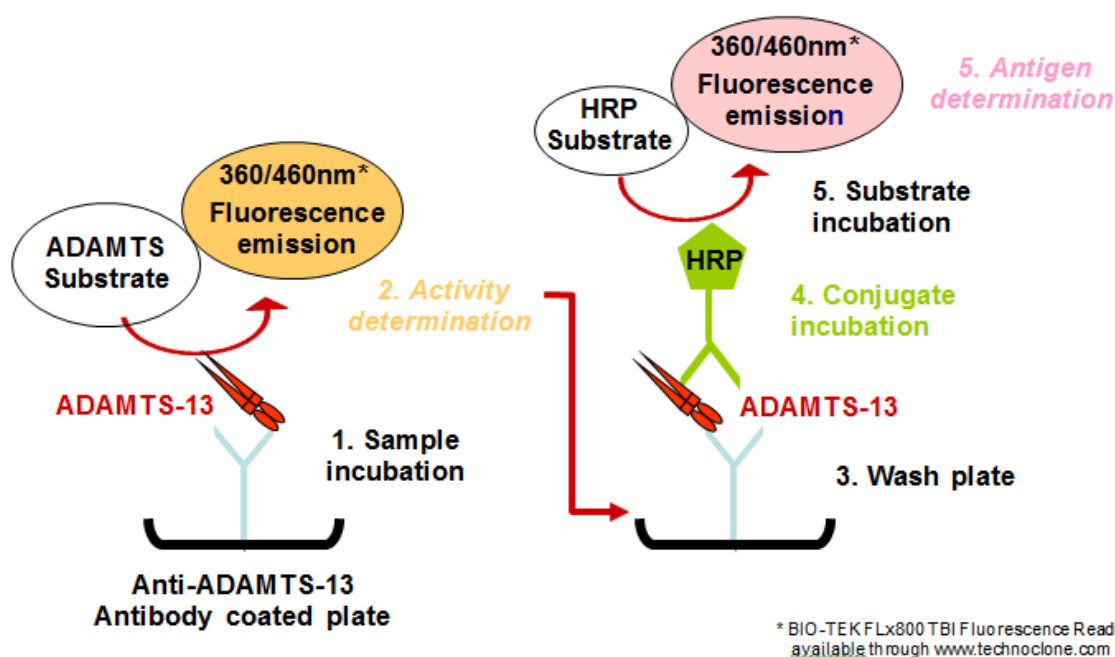 360/460nm*
Fluorescence
emission
ADAMTS
Substrate
2. Activity
determination
ADAMTS-13
1. Sample
incubation
Anti-ADAMTS-13
Antibody coated plate
360/460nm*
Fluorescence
emission
HRP
Substrate
5. Antigen
determination
5. Substrate
incubation
HRP
4. Conjugate
incubation
ADAMTS-13
3. Wash plate
* BIO-TEK FLx800 TBI Fluorescence Read
available through www.technoclone.com